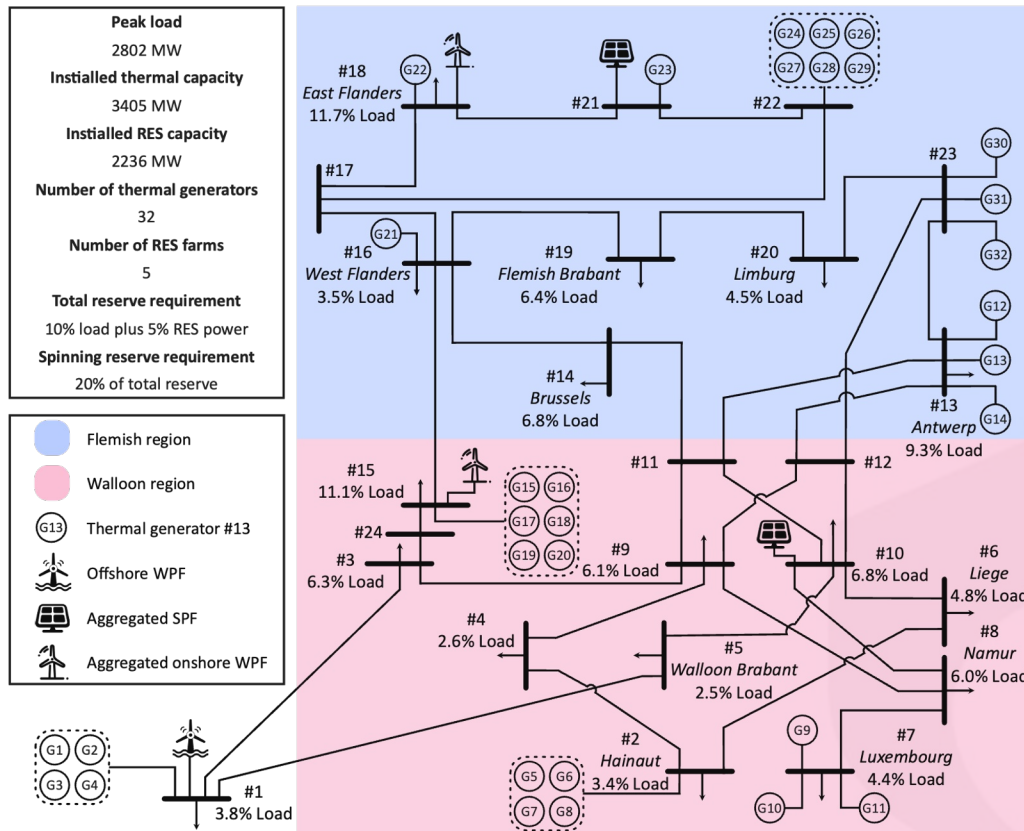 Peak load
2802 MW
Instialled thermal capacity
3405 MW
Instialled RES capacity
2236 MW
Number of thermal generators
32
Number of RES farms
5
Total reserve requirement
10% load plus 5% RES power
Spinning reserve requirement
20% of total reserve
Flemish region
Walloon region
G13
Thermal generator #13
Offshore WPF
Aggregated SPF
Aggregated onshore WPF
#18
East Flanders
11.7% Load
G22
#21
G23
G24
G25
G26
G27
G28
G29
#22
#17
#23
G30
G31
G32
G21
#16
West Flanders
3.5% Load
#19
Flemish Brabant
6.4% Load
#20
Limburg
4.5% Load
#14
Brussels
6.8% Load
G12
G13
G14
#13
Antwerp
9.3% Load
#11
#12
#15
11.1% Load
#24
#3
6.3% Load
G15
G16
G17
G18
G19
G20
#9
6.1% Load
#10
6.8% Load
#6
Liege
4.8% Load
#4
2.6% Load
#5
Walloon Brabant
2.5% Load
#8
Namur
6.0% Load
#2
Hainaut
3.4% Load
G5
G6
G7
G8
G9
G10
G11
#7
Luxembourg
4.4% Load
G1
G2
G3
G4
#1
3.8% Load